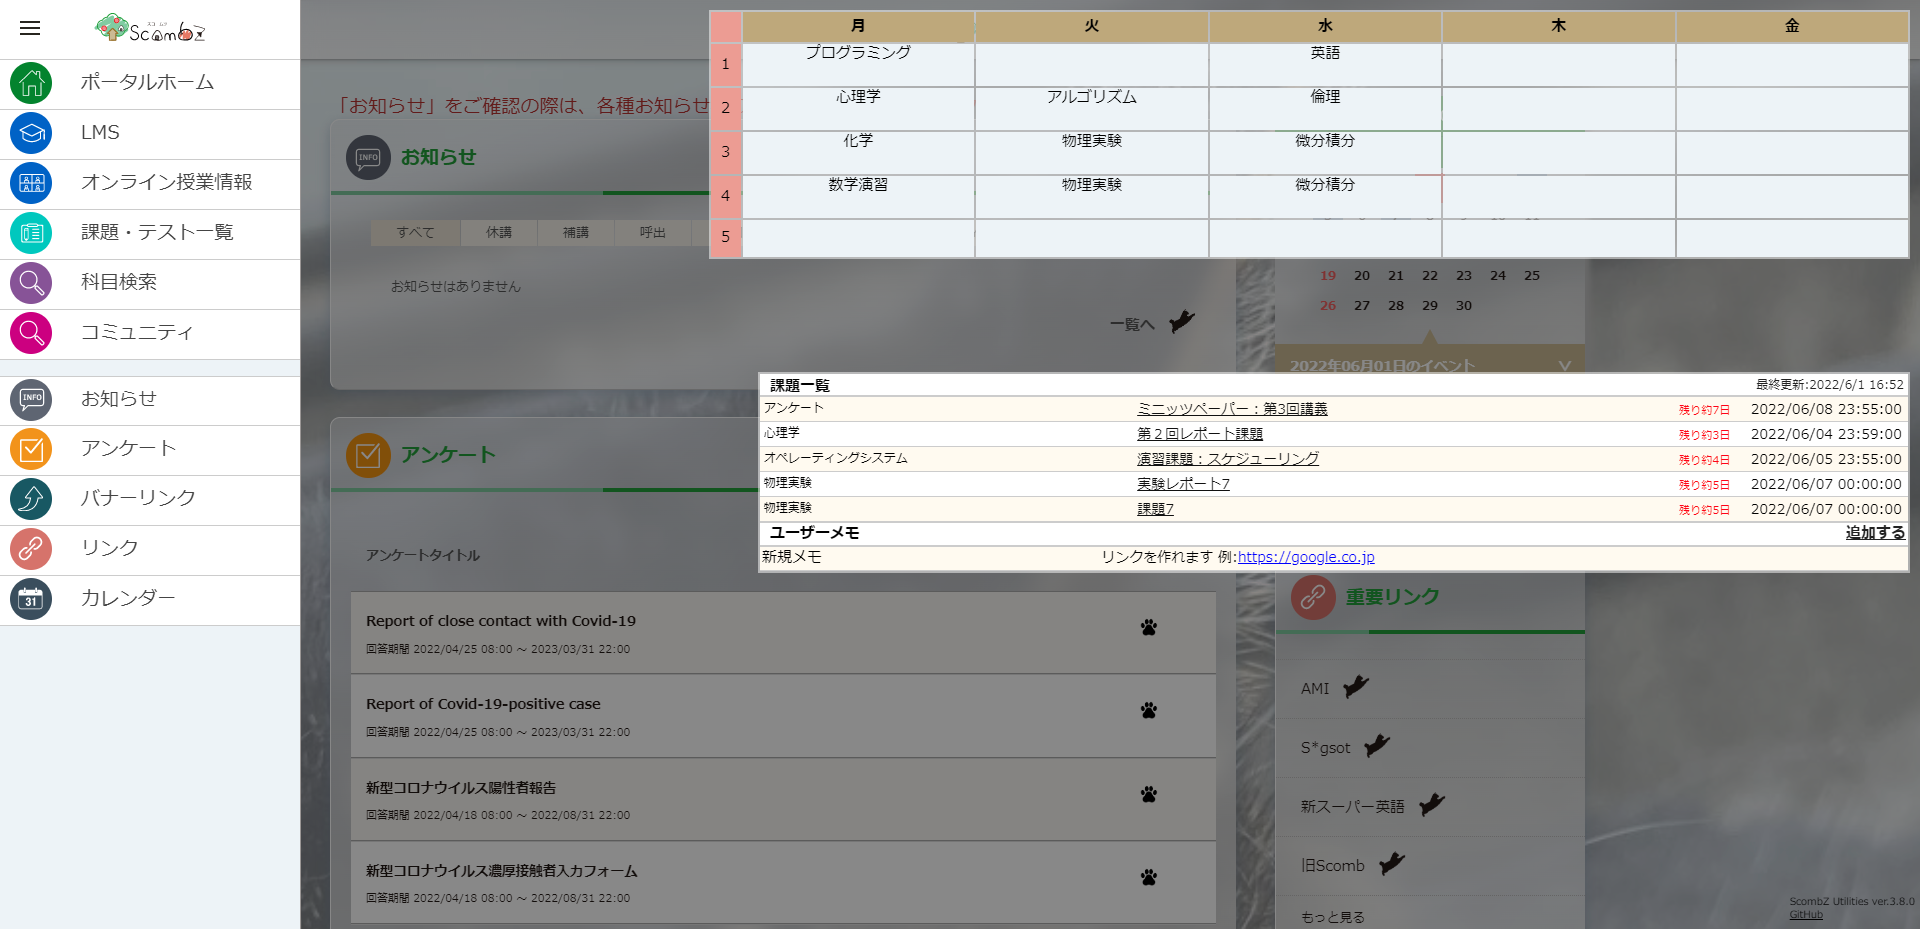 ScombZ
ポータルホーム
LMS
オンライン授業情報
課題・テスト一覧
科目検索
コミュニティ
INFO
お知らせ
アンケート
バナーリンク
リンク
31
カレンダー
月 火 水 木 金
1 プログラミング 英語
2 心理学 アルゴリズム 倫理
3 化学 物理実験 微分積分
4 数学演習 物理実験 微分積分
5
「お知らせ」をご確認の際は、各種お知らせ
INFO
お知らせ
すべて 休講 補講 呼出
お知らせはありません
一覧へ
19 20 21 22 23 24 25
26 27 28 29 30
2022年06月01日のイベント
課題一覧 最終更新:2022/6/1 16:52
アンケート ミニッツペーパー：第3回講義 残り約7日 2022/06/08 23:55:00
心理学 第２回レポート課題 残り約3日 2022/06/04 23:59:00
オペレーティングシステム 演習課題：スケジューリング 残り約4日 2022/06/05 23:55:00
物理実験 実験レポート7 残り約5日 2022/06/07 00:00:00
物理実験 課題7 残り約5日 2022/06/07 00:00:00
ユーザーメモ 追加する
新規メモ リンクを作れます 例:https://google.co.jp
アンケート
アンケートタイトル
Report of close contact with Covid-19
回答期間 2022/04/25 08:00 ～ 2023/03/31 22:00
Report of Covid-19-positive case
回答期間 2022/04/25 08:00 ～ 2023/03/31 22:00
新型コロナウイルス陽性者報告
回答期間 2022/04/18 08:00 ～ 2022/08/31 22:00
新型コロナウイルス濃厚接触者入力フォーム
回答期間 2022/04/18 08:00 ～ 2022/08/31 22:00
重要リンク
AMI
S*gsot
新スーパー英語
旧Scomb
もっと見る
ScombZ Utilities ver.3.8.0
GitHub